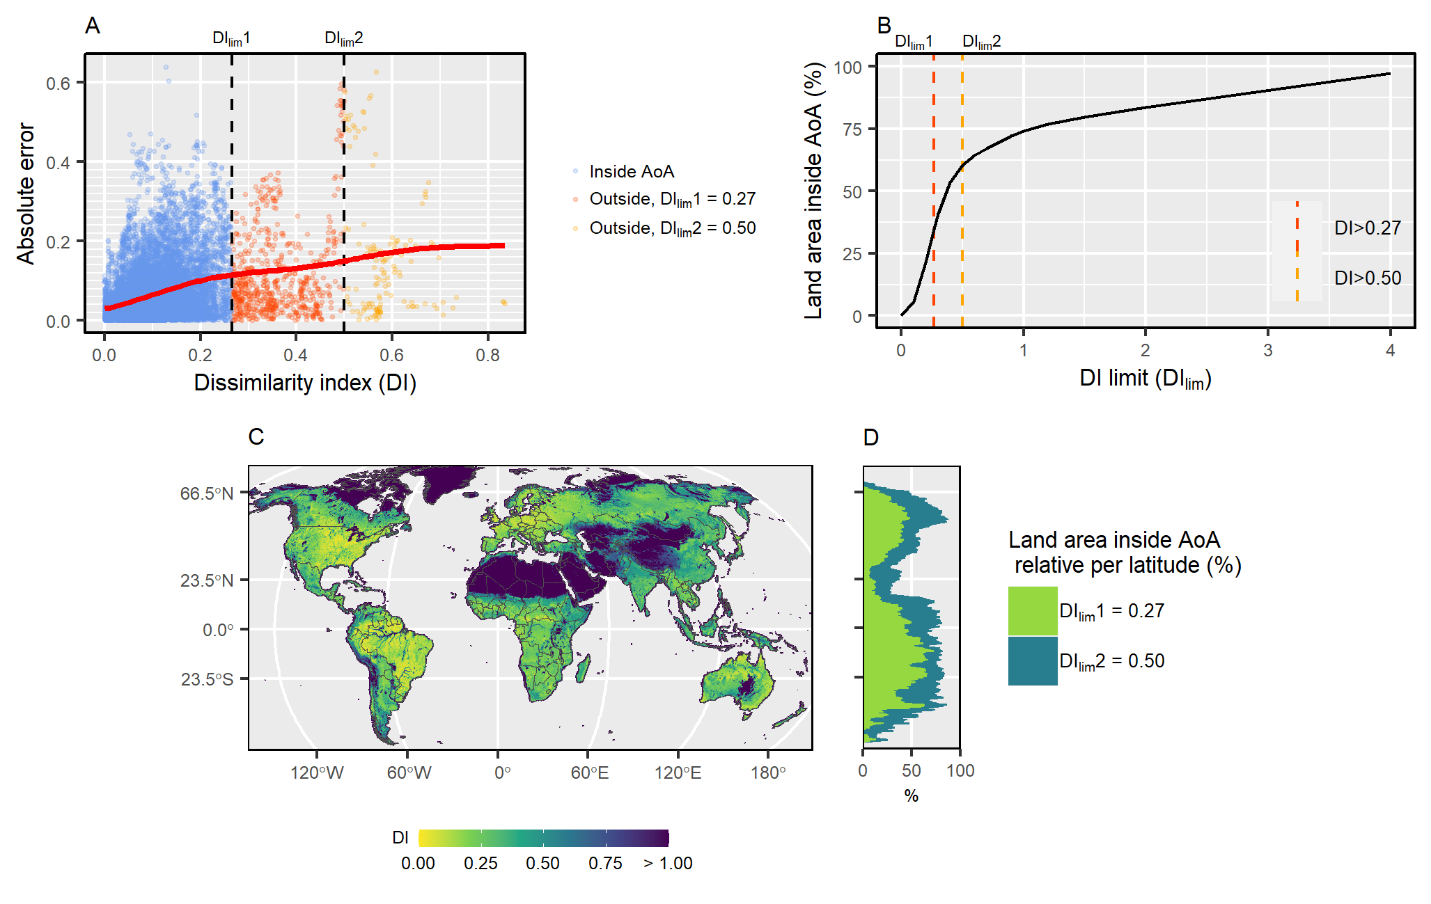 A
DIlim1
DIlim2
0.6
0.4
0.2
0.0
Absolute error
0.0
0.2
0.4
0.6
0.8
Dissimilarity index (DI)
Inside AoA
Outside, DIlim1 = 0.27
Outside, DIlim2 = 0.50
B
DIlim1
DIlim2
100
75
50
25
0
Land area inside AoA (%)
0
1
2
3
4
DI limit (DIlim)
DI>0.27
DI>0.50
C
66.5°N
23.5°N
0.0°
23.5°S
120°W
60°W
0°
60°E
120°E
180°
DI
0.00
0.25
0.50
0.75
> 1.00
D
0
50
100
%
Land area inside AoA
relative per latitude (%)
DIlim1 = 0.27
DIlim2 = 0.50